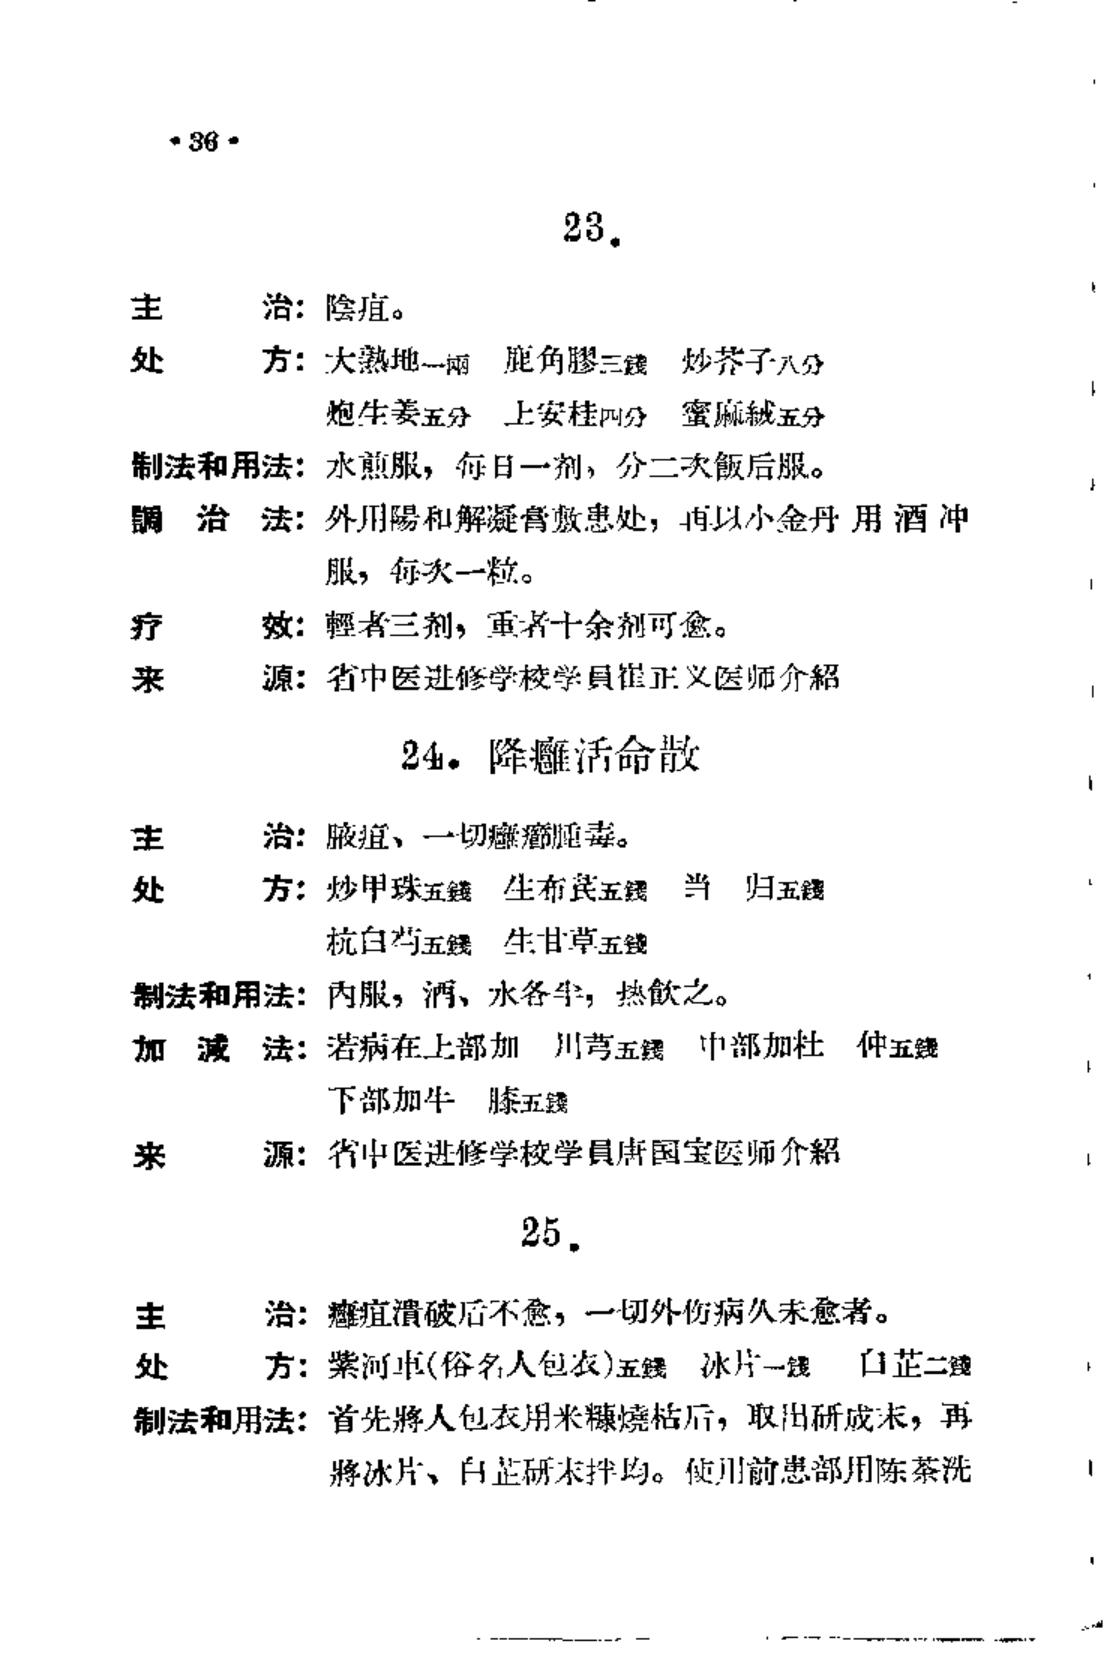 ·36·
23.
主 治：陰疽。
处 方：大熟地一兩 鹿角膠三錢 炒芥子八分
炮生姜五分 上安桂四分 蜜麻絨五分
制法和用法：水煎服，每日一剂，分二次飯后服。
調 治 法：外用陽和解凝膏敷患处，再以小金丹用酒冲
服，每次一粒。
疗 效：輕者三剂，重者十余剂可愈。
来 源：省中医进修学校学員崔正义医师介紹
24. 降癰活命散
主 治：腋疽、一切癰癤腫毒。
处 方：炒甲珠五錢 生布芪五錢 当 归五錢
杭白芍五錢 生甘草五錢
制法和用法：內服，酒、水各半，热飲之。
加 减 法：若病在上部加 川芎五錢 中部加杜 仲五錢
下部加牛 膝五錢
来 源：省中医进修学校学員唐国宝医师介紹
25.
主 治：癰疽潰破后不愈，一切外伤病久未愈者。
处 方：紫河車(俗名人包衣)五錢 冰片一錢 白芷二錢
制法和用法：首先將人包衣用米糠燒枯后，取出研成末，再
將冰片、白芷研末拌均。使用前患部用陈茶洗